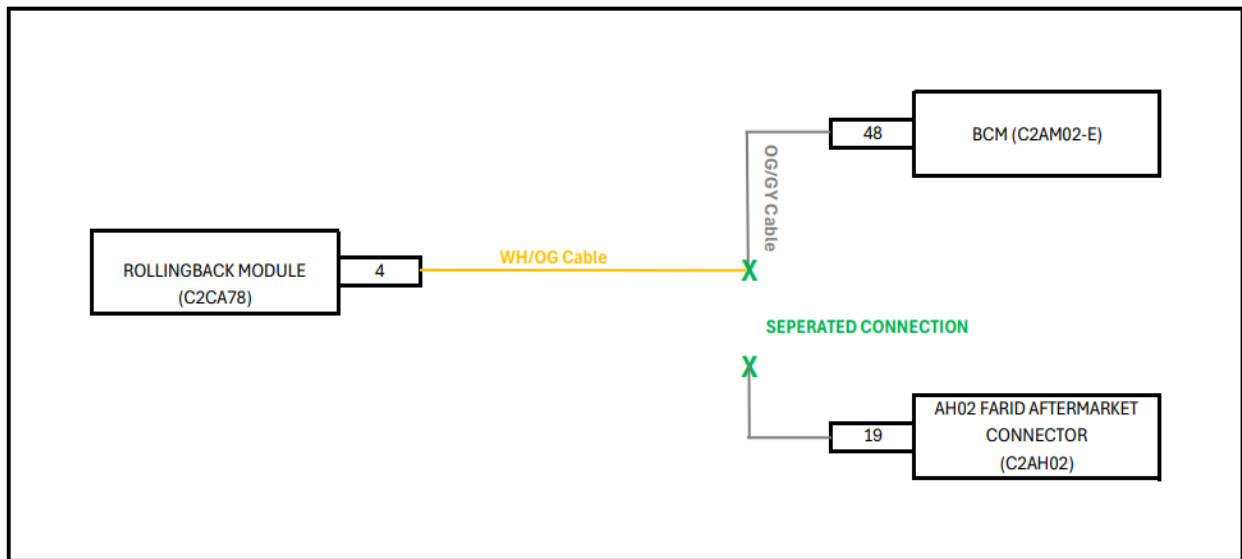 48
BCM (C2AM02-E)
OG/GY Cable
ROLLINGBACK MODULE
(C2CA78)
4
WH/OG Cable
X
SEPERATED CONNECTION
X
19
AH02 FARID AFTERMARKET
CONNECTOR
(C2AH02)